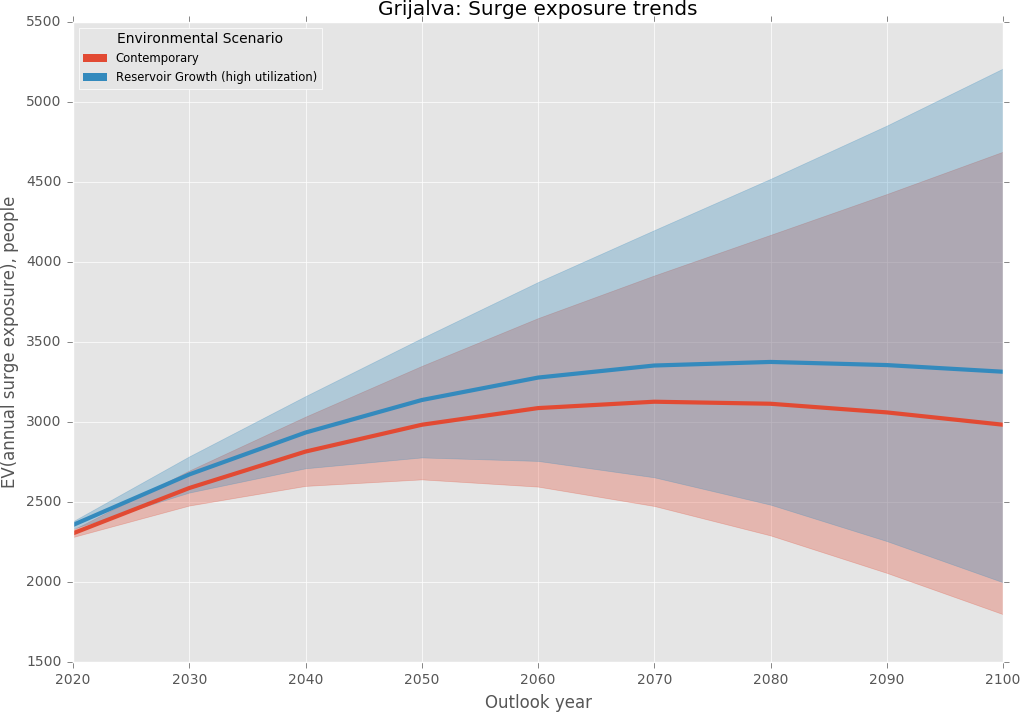 Grijalva: Surge exposure trends
Environmental Scenario
Contemporary
Reservoir Growth (high utilization)
EV(annual surge exposure), people
5500
5000
4500
4000
3500
3000
2500
2000
1500
2020 2030 2040 2050 2060 2070 2080 2090 2100
Outlook year